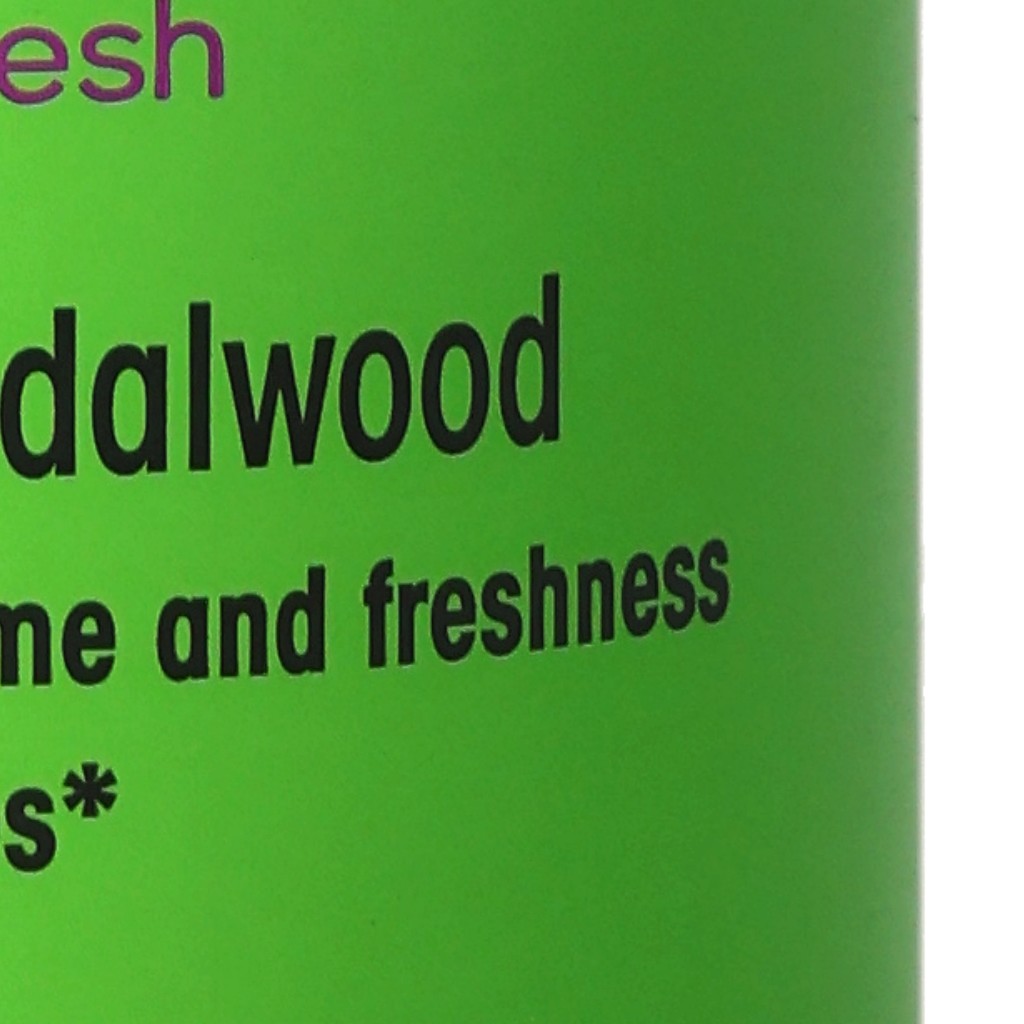 esh
dalwood
me and freshness
s*